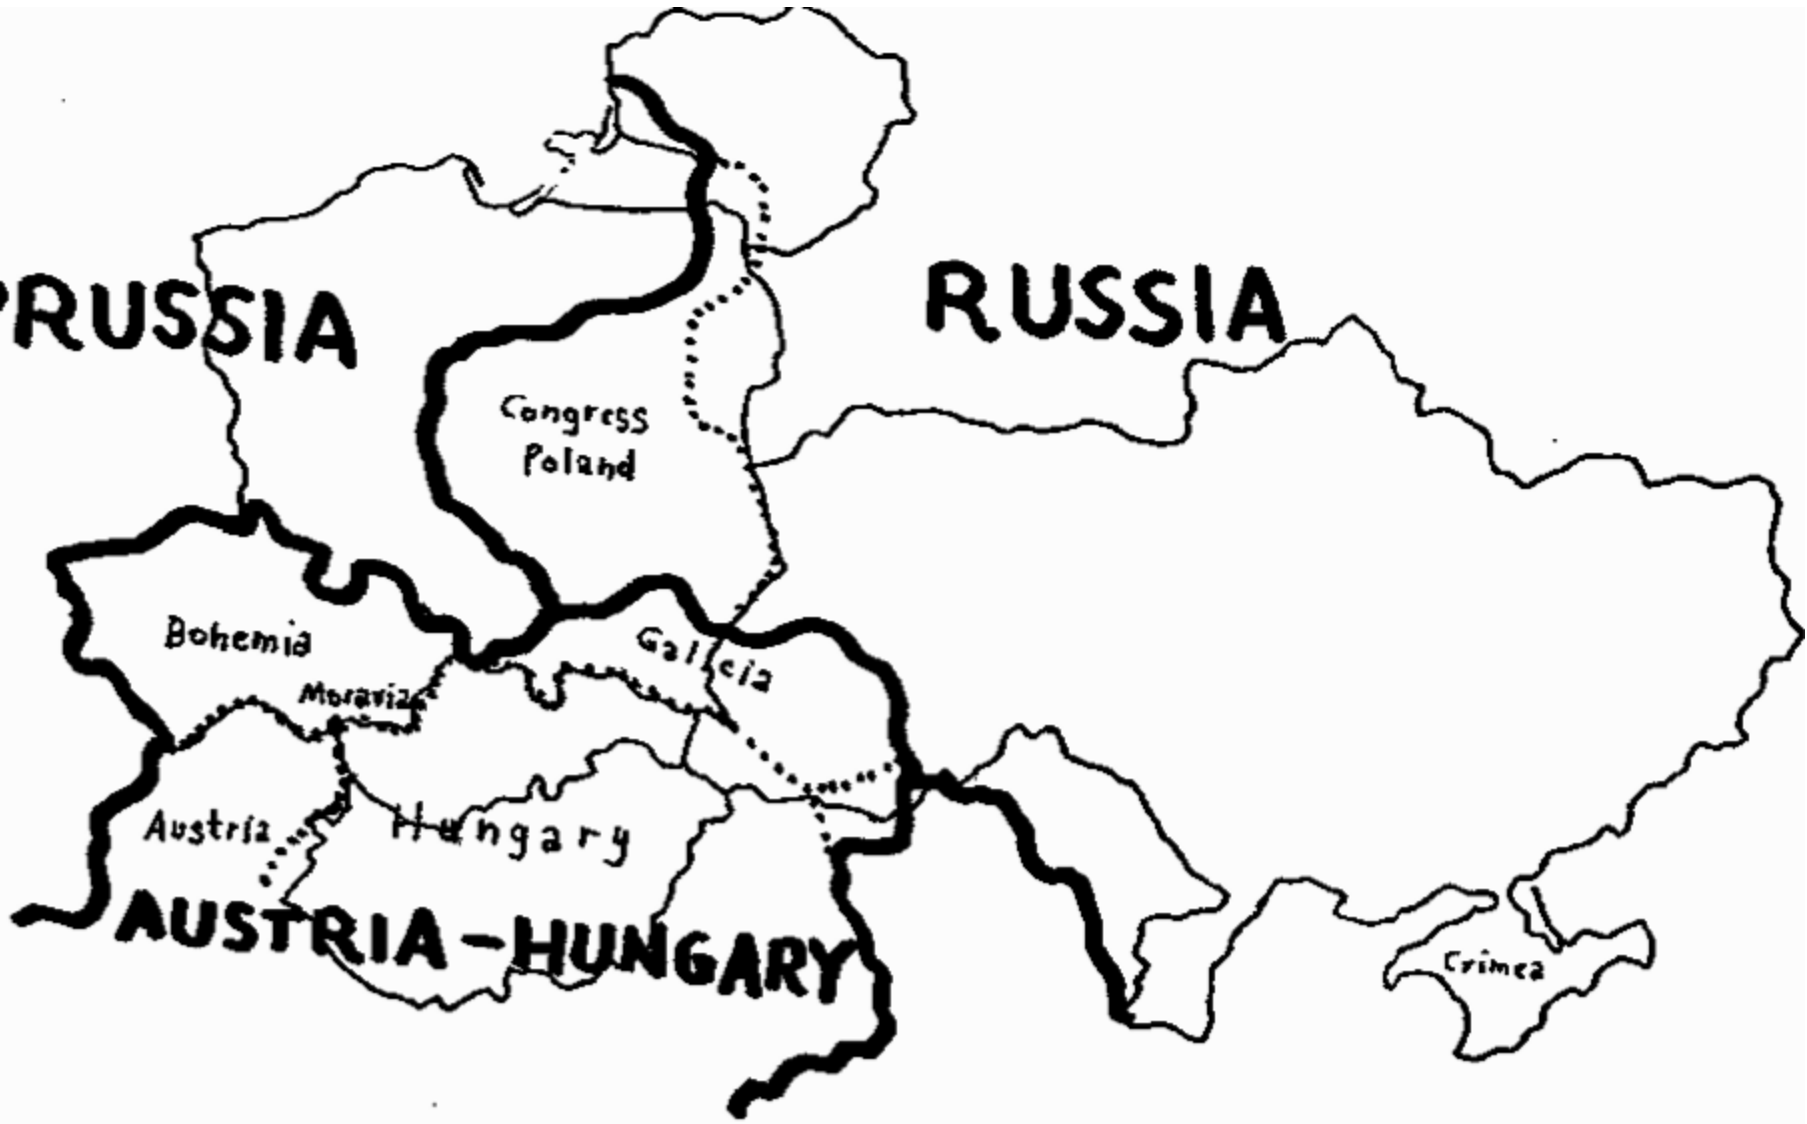 PRUSSIA
RUSSIA
Congress
Poland
Bohemia
Galicia
Moravia
Austria
Hungary
AUSTRIA-HUNGARY
Crimea